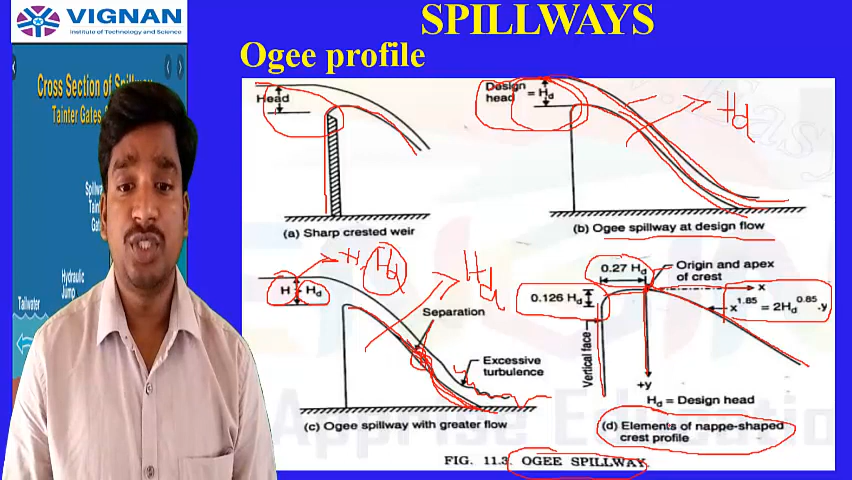 VIGNAN
Institute of Technology and Science
SPILLWAYS
Ogee profile
Cross Section of Spillway
Tainter Gates
Hydraulic
Jump
Tailwater
Head
(a) Sharp crested weir
Design
head = Hd
Hd
(b) Ogee spillway at design flow
H Hd
H, Hd
Hd
Separation
Excessive
turbulence
(c) Ogee spillway with greater flow
0.27 Hd
Origin and apex
of crest
x
0.126 Hd
x^1.85 = 2Hd^0.85.y
Vertical face
+y
Hd = Design head
(d) Elements of nappe-shaped
crest profile
FIG. 11.3. OGEE SPILLWAY.